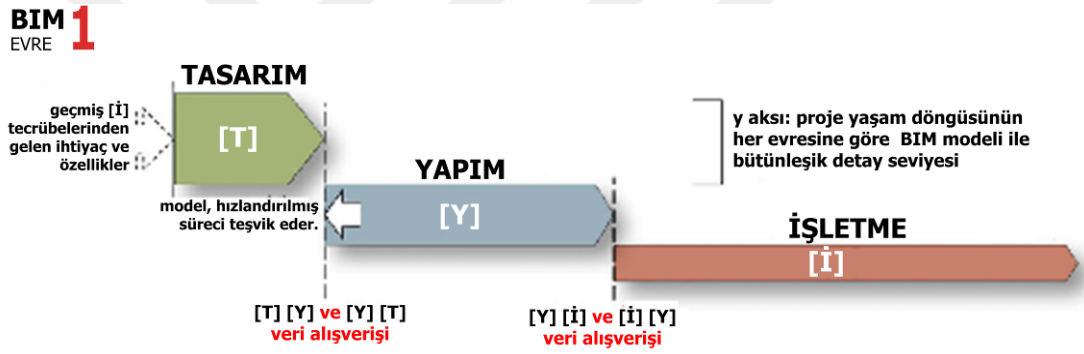 BIM 1
EVRE
TASARIM
geçmiş [İ]
tecrübelerinden
gelen ihtiyaç ve
özellikler
[T]
y aksı: proje yaşam döngüsünün
her evresine göre BIM modeli ile
bütünleşik detay seviyesi
YAPIM
model, hızlandırılmış
süreci teşvik eder.
[Y]
İŞLETME
[İ]
[T] [Y] ve [Y] [T]
veri alışverişi
[Y] [İ] ve [İ] [Y]
veri alışverişi